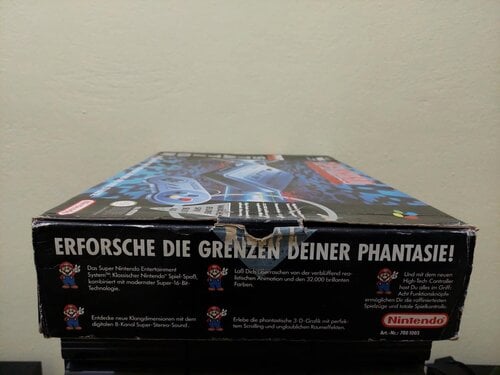 Nintendo
ERFORSCHE DIE GRENZEN DEINER PHANTASIE!
Das Super Nintendo Entertainment
System™. Klassischer Nintendo® Spiel-Spaß,
kombiniert mit modernster Super-16-Bit-
Technologie.
Entdecke neue Klangdimensionen mit dem
digitalen 8-Kanal Super-Stereo-Sound.
Laß Dich überraschen von der verblüffend rea-
listischen Animation und den 32.000 brillanten
Farben.
Erlebe die phantastische 3-D-Grafik mit perfek-
tem Scrolling und unglaublichen Raumeffekten.
Und mit dem neuen
High-Tech Controller
hast Du alles im Griff:
Acht Funktionsknöpfe
ermöglichen Dir die raffiniertesten
Spielzüge und totale Spielkontrolle.
Nintendo